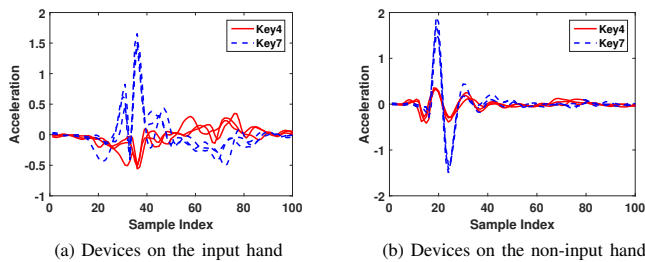 Key4
Key7
Acceleration
2
1.5
1
0.5
0
-0.5
-1
0
20
40
60
80
100
Sample Index
(a) Devices on the input hand
Key4
Key7
Acceleration
2
1
0
-1
-2
0
20
40
60
80
100
Sample Index
(b) Devices on the non-input hand